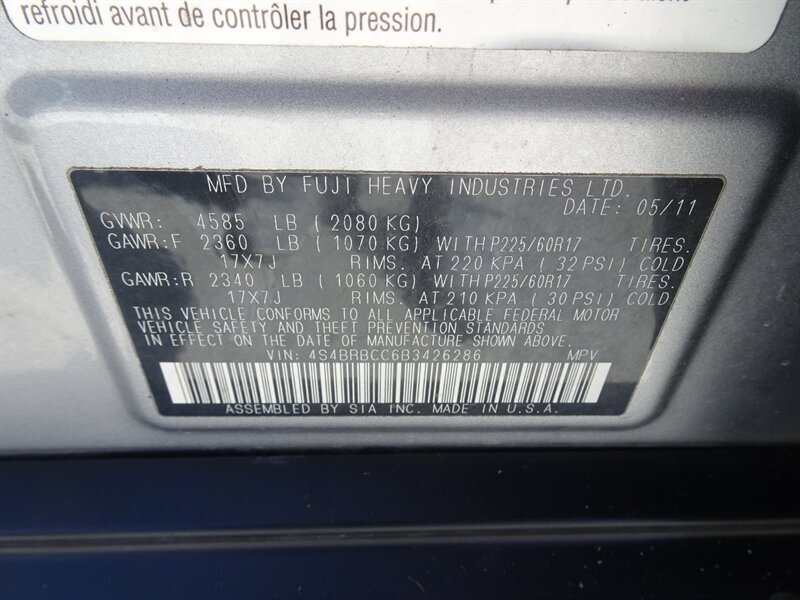 refroidi avant de contrôler la pression.
MFD BY FUJI HEAVY INDUSTRIES LTD.
DATE: 05/11
GVWR: 4585 LB ( 2080 KG)
GAWR:F 2360 LB ( 1070 KG) WITH P225/60R17 TIRES.
17X7J RIMS. AT 220 KPA ( 32 PSI) COLD
GAWR:R 2340 LB ( 1060 KG) WITH P225/60R17 TIRES.
17X7J RIMS. AT 210 KPA ( 30 PSI) COLD
THIS VEHICLE CONFORMS TO ALL APPLICABLE FEDERAL MOTOR
VEHICLE SAFETY AND THEFT PREVENTION STANDARDS
IN EFFECT ON THE DATE OF MANUFACTURE SHOWN ABOVE.
VIN: 4S4BRBCC6B3426286 MPV
ASSEMBLED BY SIA INC. MADE IN U.S.A.